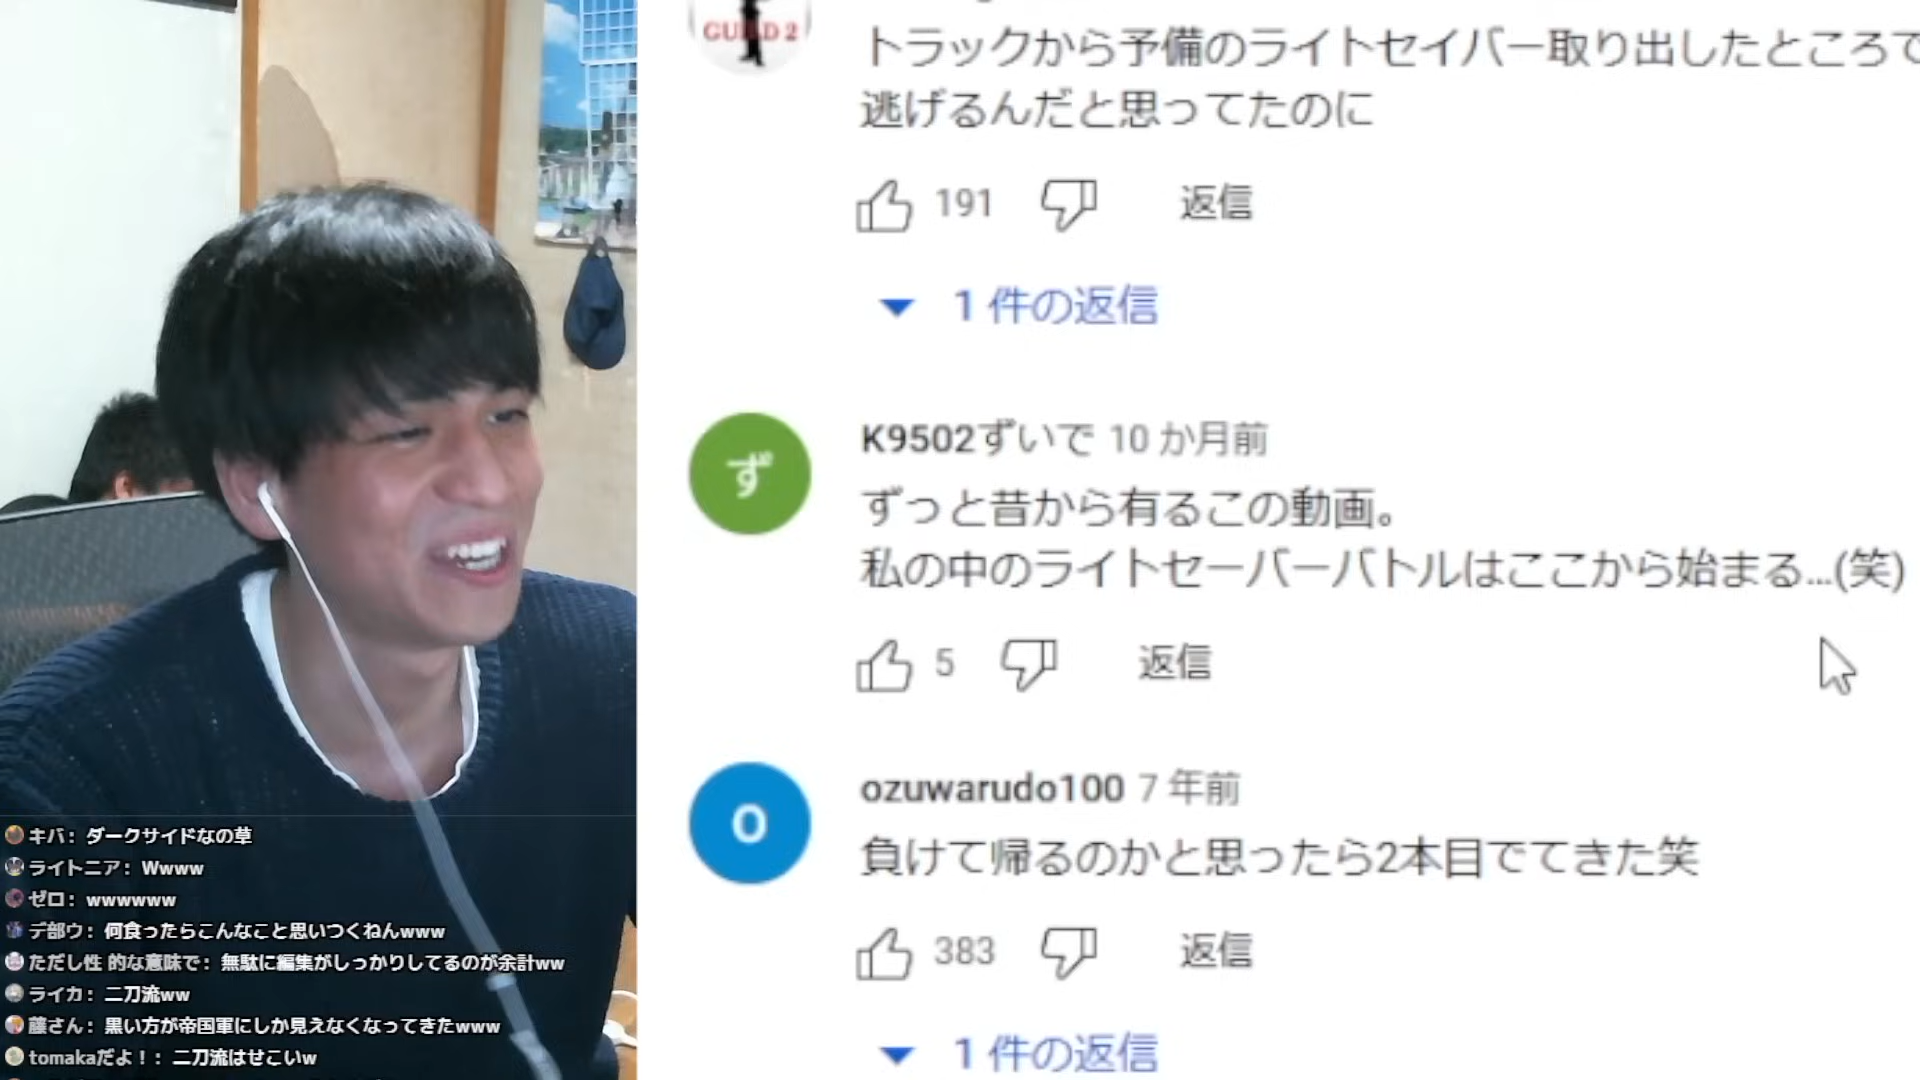 GUILD 2
トラックから予備のライトセイバー取り出したところで
逃げるんだと思ってたのに
191 返信
1 件の返信
ず
K9502ずいで 10 か月前
ずっと昔から有るこの動画。
私の中のライトセーバーバトルはここから始まる...(笑)
5 返信
O
ozuwarudo100 7 年前
負けて帰るのかと思ったら2本目でてきた笑
383 返信
1 件の返信
キバ: ダークサイドなの草
ライトニア: Wwww
ゼロ: wwwwww
デ部ウ: 何食ったらこんなこと思いつくねんwww
ただし性 的な意味で: 無駄に編集がしっかりしてるのが余計ww
ライカ: 二刀流ww
藤さん: 黒い方が帝国軍にしか見えなくなってきたwww
tomakaだよ！: 二刀流はせこいw